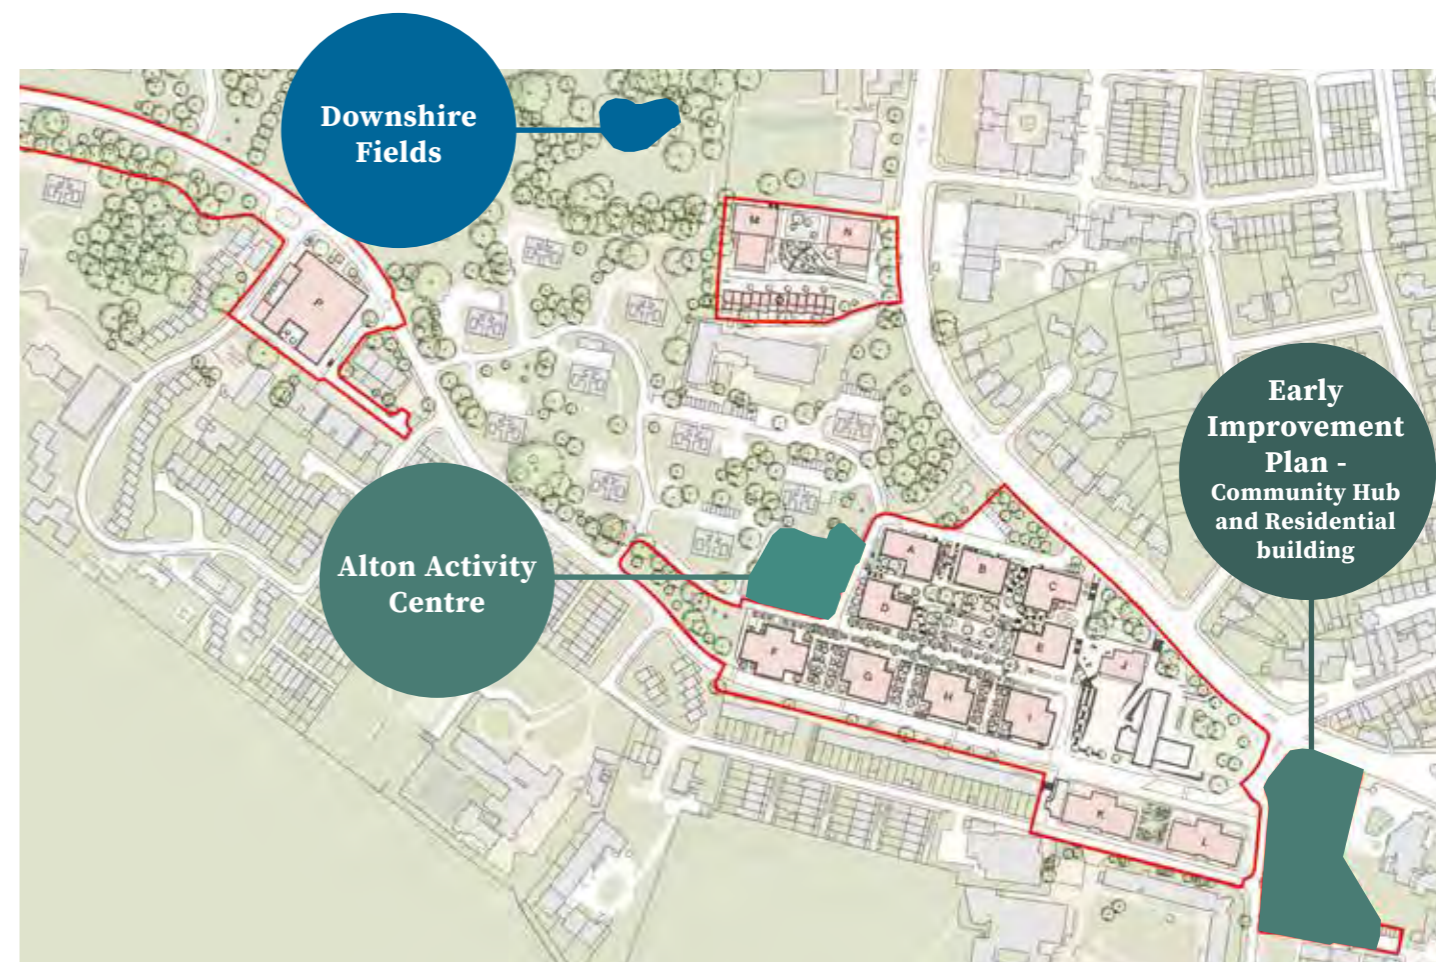 Downshire
Fields
M
N
P
Early
Improvement
Plan -
Community Hub
and Residential
building
Alton Activity
Centre
A
B
C
D
E
F
G
H
I
J
K
L